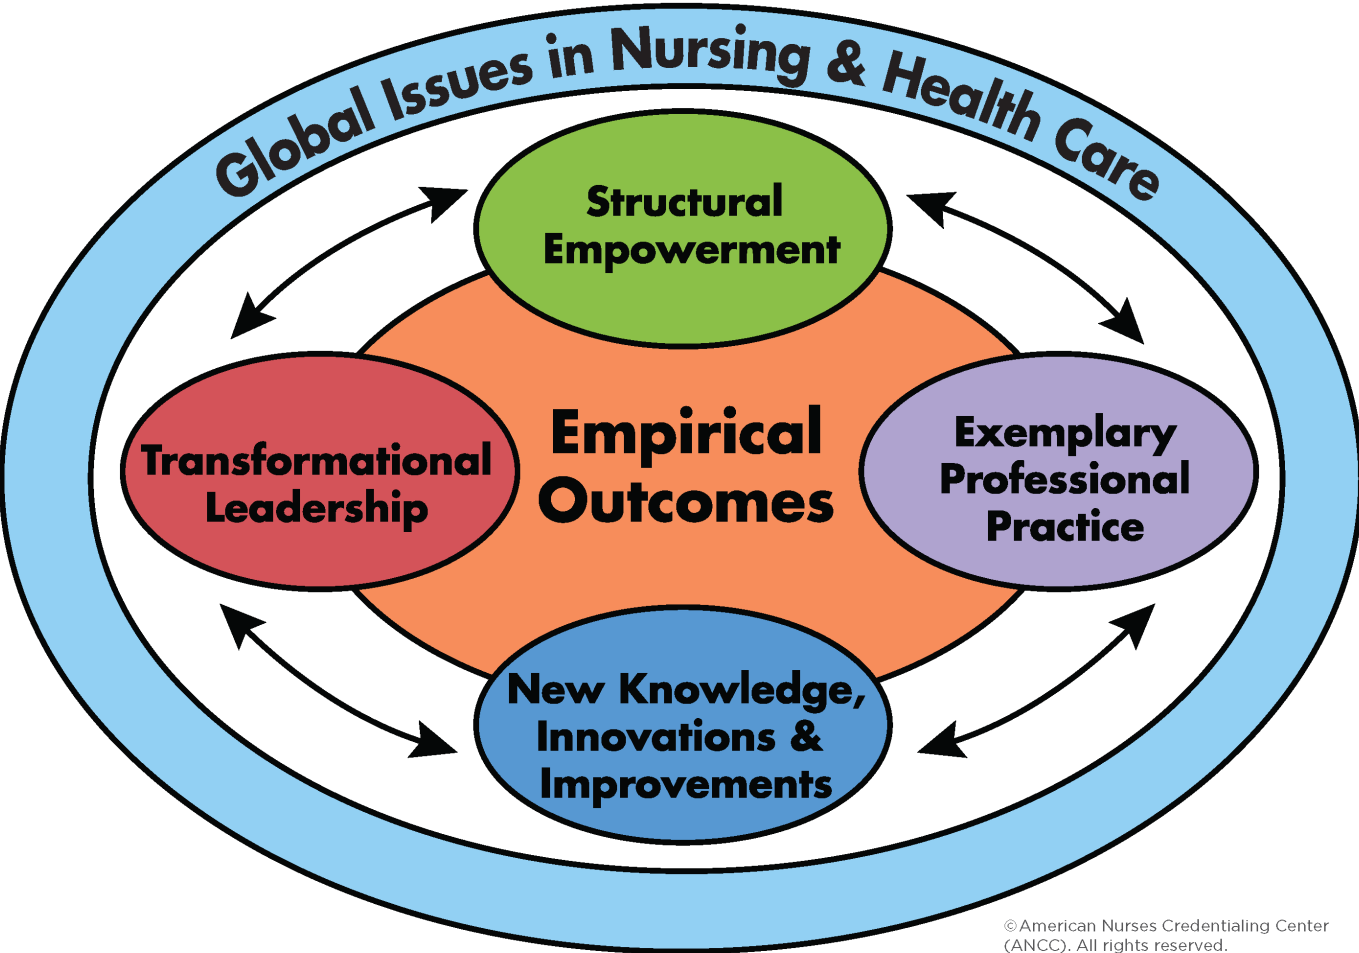 Global Issues in Nursing & Health Care
Structural
Empowerment
Transformational
Leadership
Empirical
Outcomes
Exemplary
Professional
Practice
New Knowledge,
Innovations &
Improvements
©American Nurses Credentialing Center
(ANCC). All rights reserved.